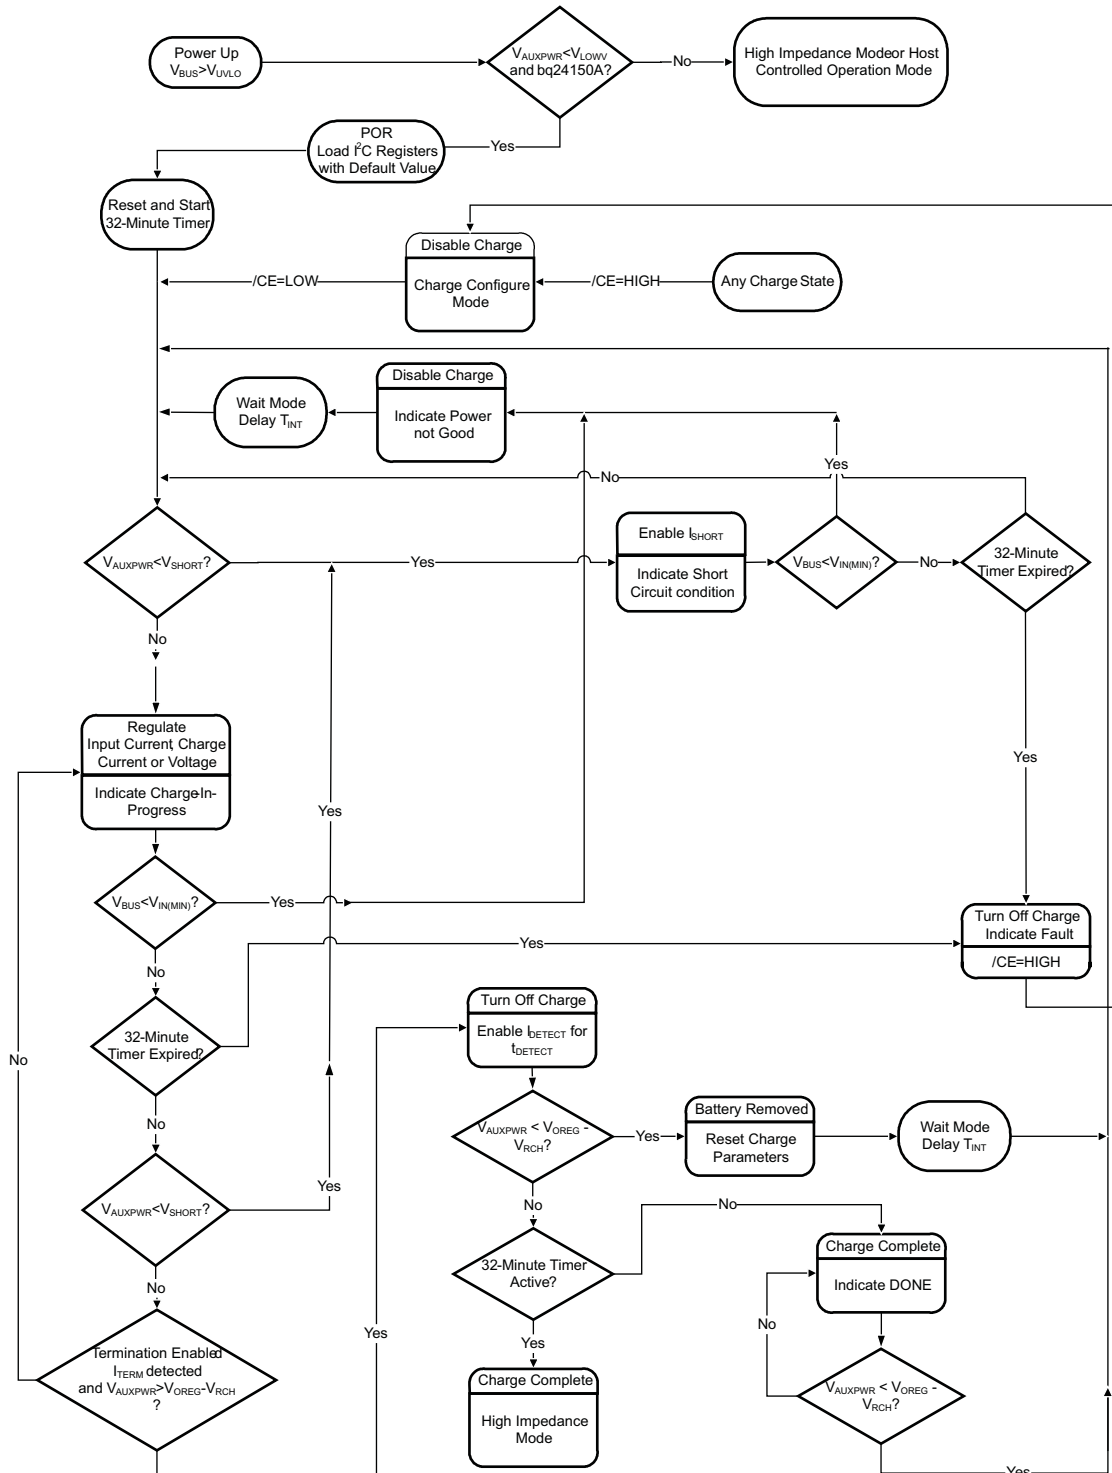 Power Up
VBUS>VUVLO
VAUXPWR<VLOWV
and bq24150A?
No
High Impedance Modeor Host
Controlled Operation Mode
Yes
POR
Load I2C Registers
with Default Value
Reset and Start
32-Minute Timer
Disable Charge
Charge Configure
Mode
/CE=LOW
/CE=HIGH
Any Charge State
Disable Charge
Indicate Power
not Good
Wait Mode
Delay TINT
Yes
No
VAUXPWR<VSHORT?
Yes
Enable ISHORT
Indicate Short
Circuit condition
VBUS<VIN(MIN)?
No
32-Minute
Timer Expired?
No
Regulate
Input Current, Charge
Current or Voltage
Indicate Charge-In-
Progress
Yes
Yes
VBUS<VIN(MIN)?
Yes
Turn Off Charge
Indicate Fault
/CE=HIGH
Yes
No
32-Minute
Timer Expired?
No
Turn Off Charge
Enable IDETECT for
tDETECT
No
VAUXPWR < VOREG -
VRCH?
Yes
Battery Removed
Reset Charge
Parameters
Wait Mode
Delay TINT
VAUXPWR<VSHORT?
Yes
No
No
32-Minute Timer
Active?
Charge Complete
Indicate DONE
No
Termination Enabled
ITERM detected
and VAUXPWR>VOREG-VRCH
?
Yes
Yes
No
Charge Complete
High Impedance
Mode
VAUXPWR < VOREG -
VRCH?
Yes